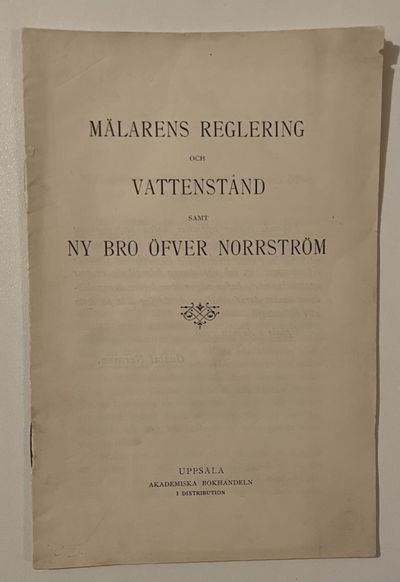 MÄLARENS REGLERING
OCH
VATTENSTÅND
SAMT
NY BRO ÖFVER NORRSTRÖM
UPPSALA
AKADEMISKA BOKHANDELN
I DISTRIBUTION